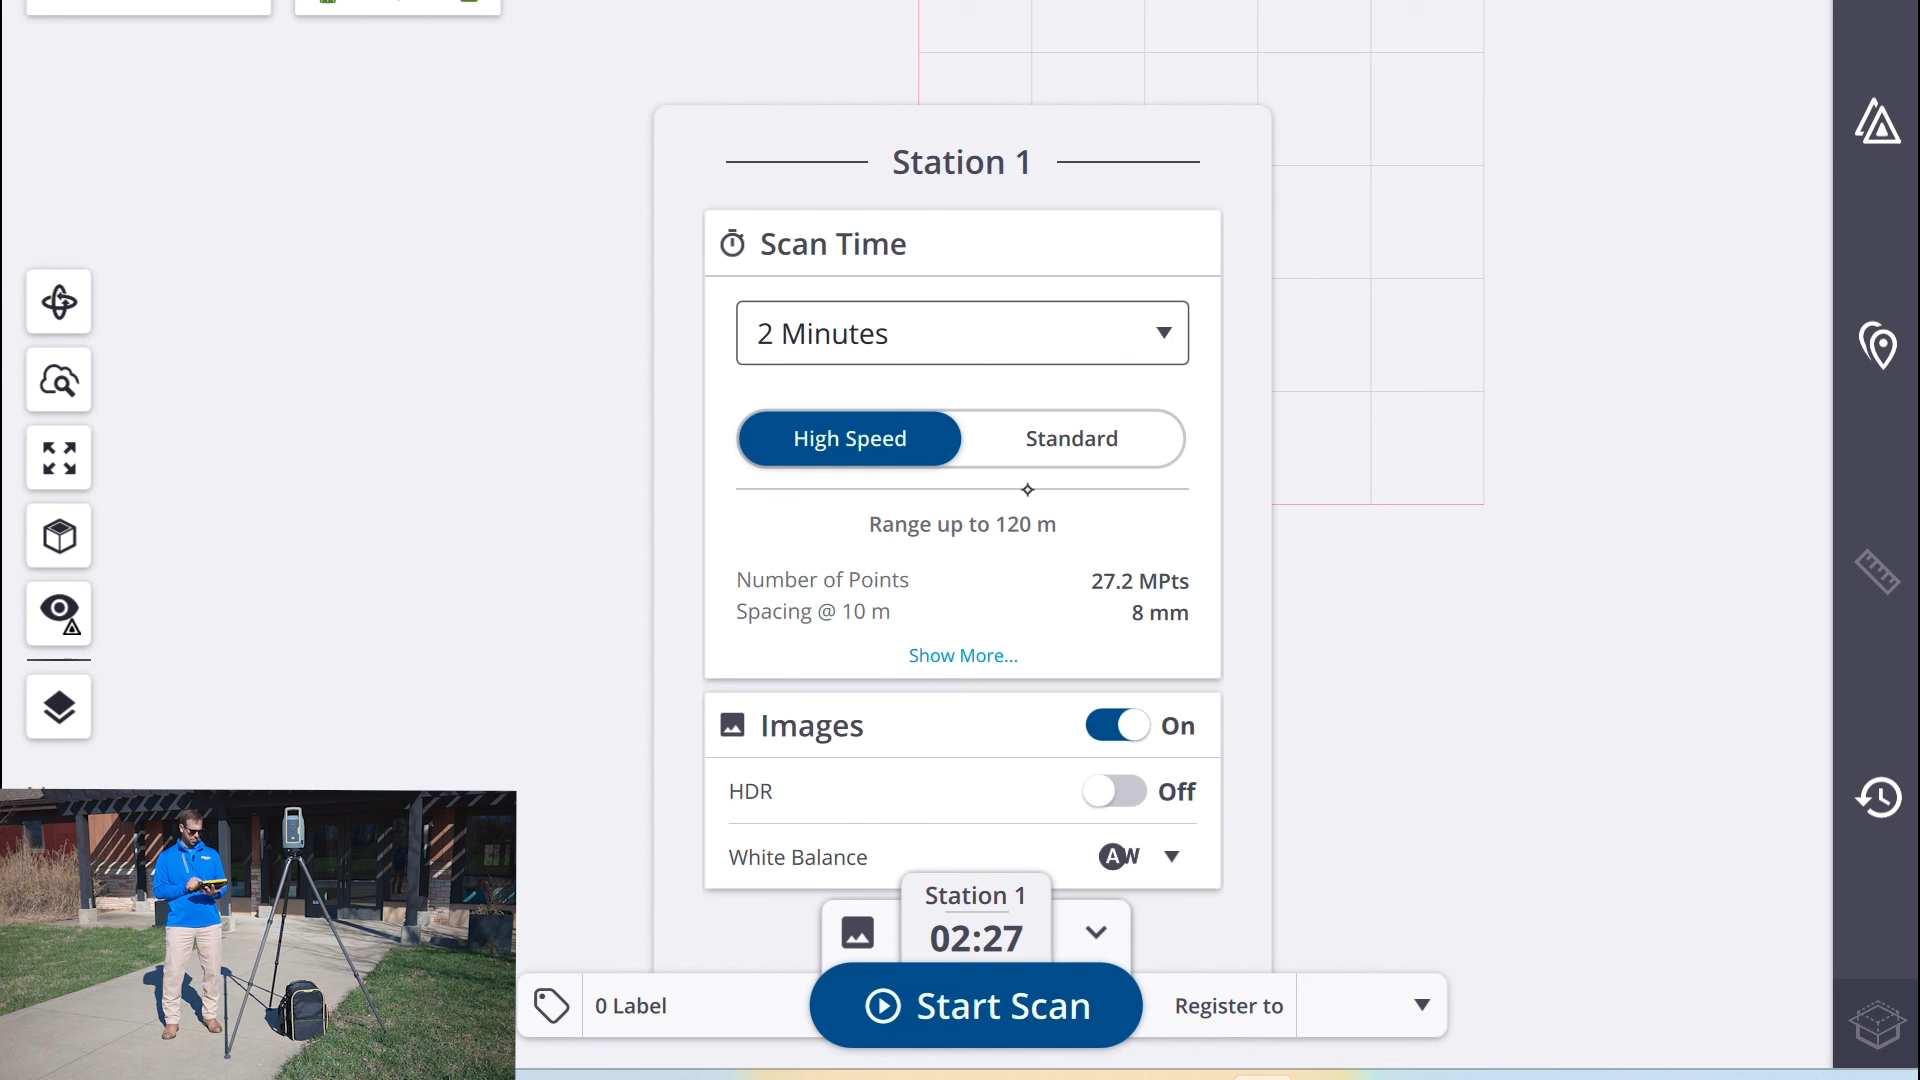 Station 1
Scan Time
2 Minutes
High Speed Standard
Range up to 120 m
Number of Points 27.2 MPts
Spacing @ 10 m 8 mm
Show More...
Images On
HDR Off
White Balance AW
Station 1
02:27
0 Label Start Scan Register to